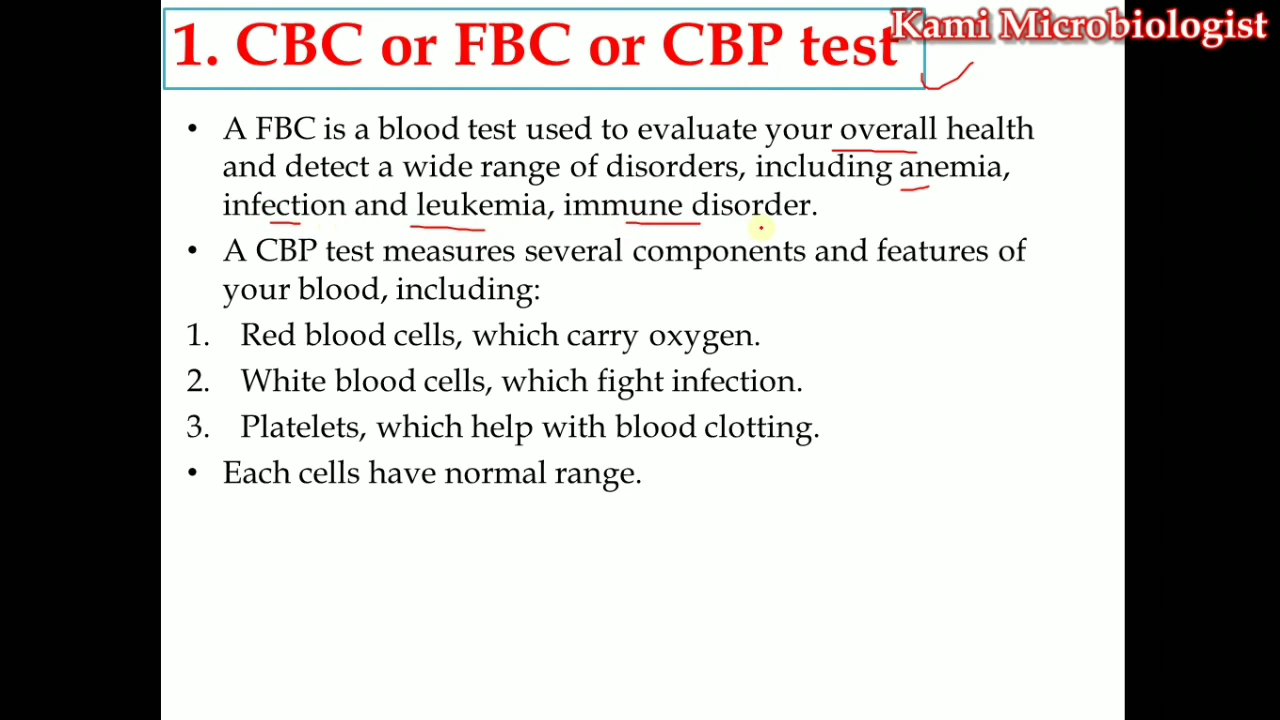 1. CBC or FBC or CBP test
Kami Microbiologist
• A FBC is a blood test used to evaluate your overall health
and detect a wide range of disorders, including anemia,
infection and leukemia, immune disorder.
• A CBP test measures several components and features of
your blood, including:
1. Red blood cells, which carry oxygen.
2. White blood cells, which fight infection.
3. Platelets, which help with blood clotting.
• Each cells have normal range.